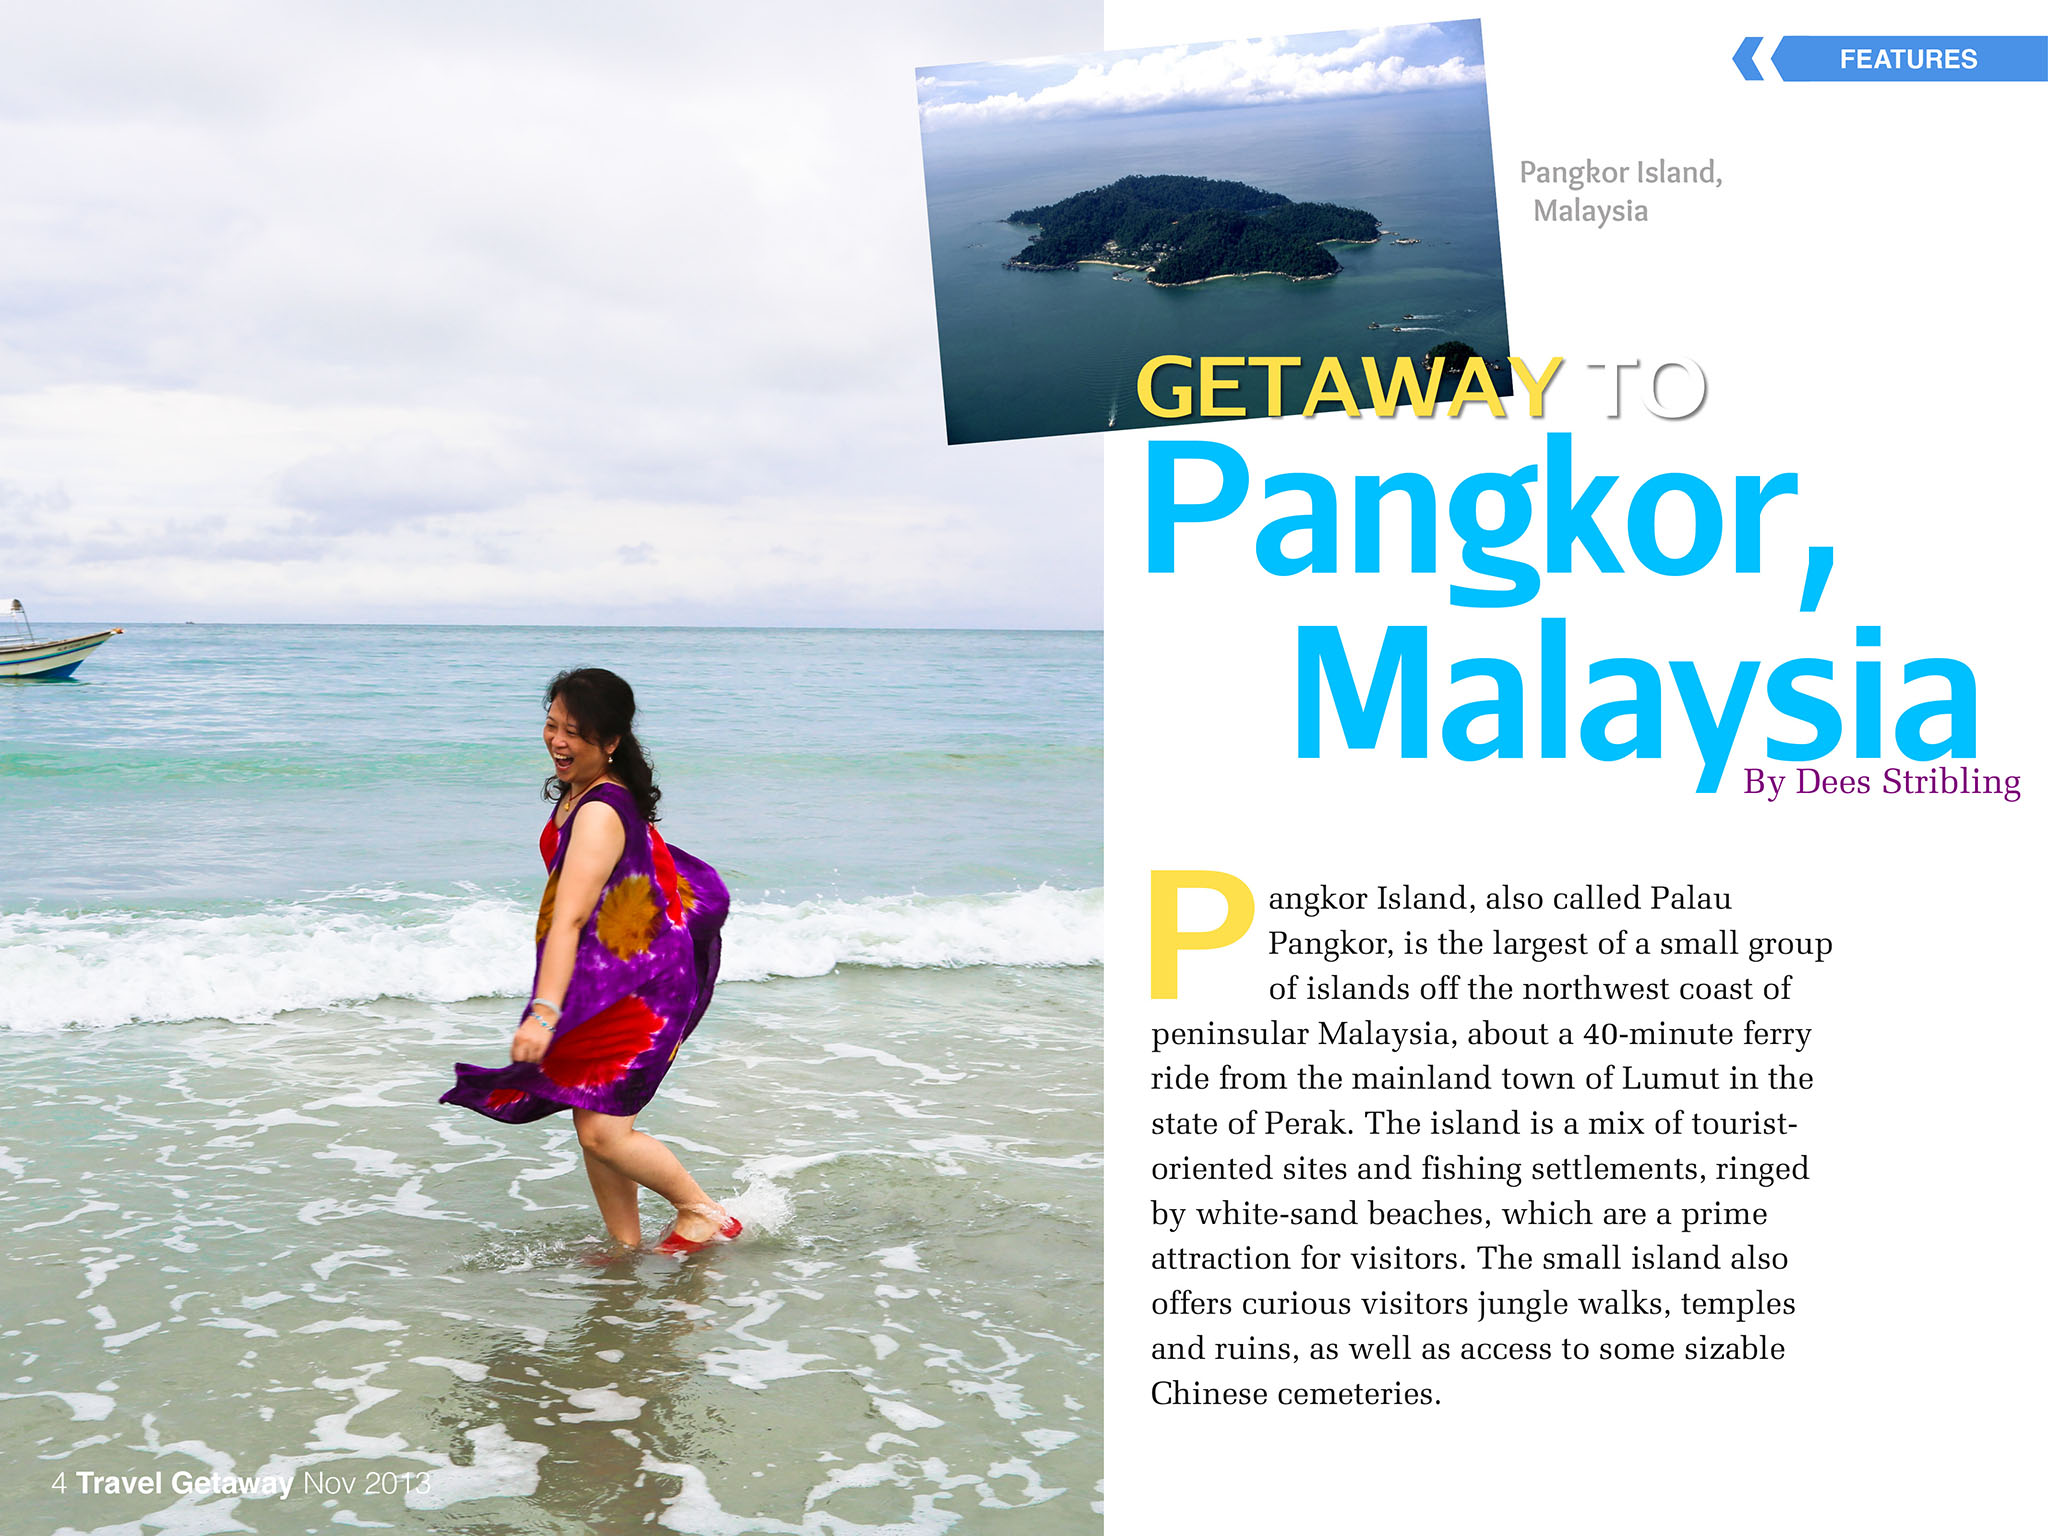 FEATURES
Pangkor Island,
Malaysia
GETAWAY TO
Pangkor,
Malaysia
By Dees Stribling
Pangkor Island, also called Palau
Pangkor, is the largest of a small group
of islands off the northwest coast of
peninsular Malaysia, about a 40-minute ferry
ride from the mainland town of Lumut in the
state of Perak. The island is a mix of tourist-
oriented sites and fishing settlements, ringed
by white-sand beaches, which are a prime
attraction for visitors. The small island also
offers curious visitors jungle walks, temples
and ruins, as well as access to some sizable
Chinese cemeteries.
4 Travel Getaway Nov 2013